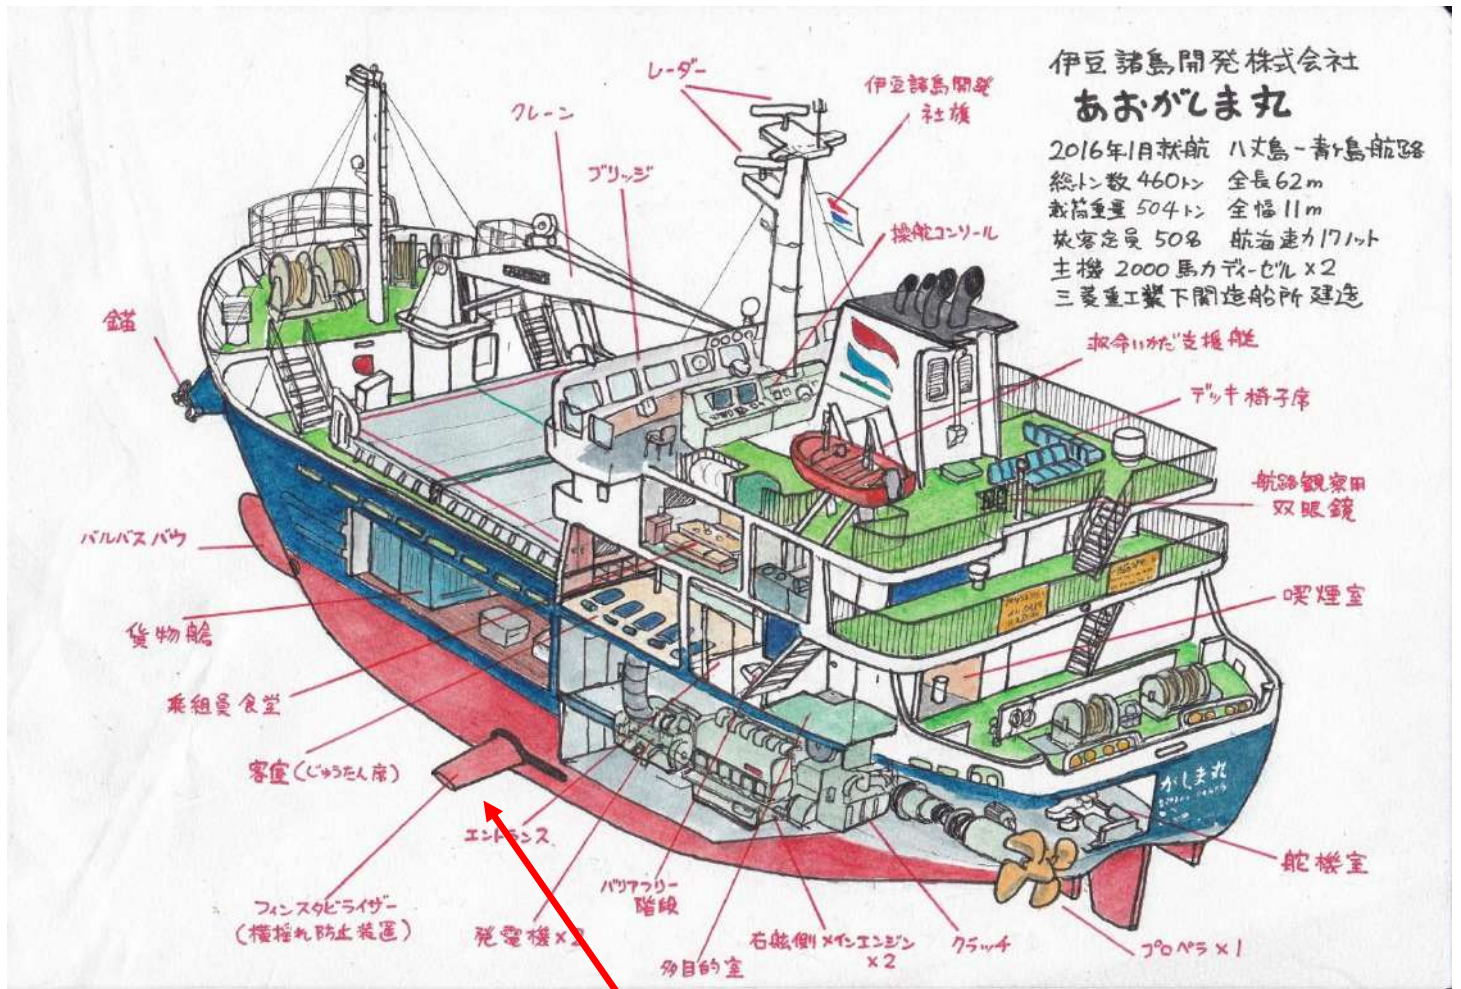 伊豆諸島開発株式会社
あおがしま丸
2016年1月就航 八丈島-青ヶ島航路
総トン数 460トン 全長 62m
載荷重量 504トン 全幅 11m
旅客定員 50名 航海速力 17ノット
主機 2000馬力ディーゼル×2
三菱重工業下関造船所建造
レーダー
伊豆諸島開発
社旗
クレーン
ブリッジ
操舵コンソール
錨
救命いかだ支援艇
デッキ椅子席
航路観察用
双眼鏡
バルバスバウ
喫煙室
貨物艙
乗組員食堂
客室(じゅうたん席)
がしま丸
エントランス
舵機室
バリアフリー
階段
フィンスタビライザー
(横揺れ防止装置)
発電機×2
多目的室
右舷側メインエンジン
×2
クラッチ
プロペラ×1